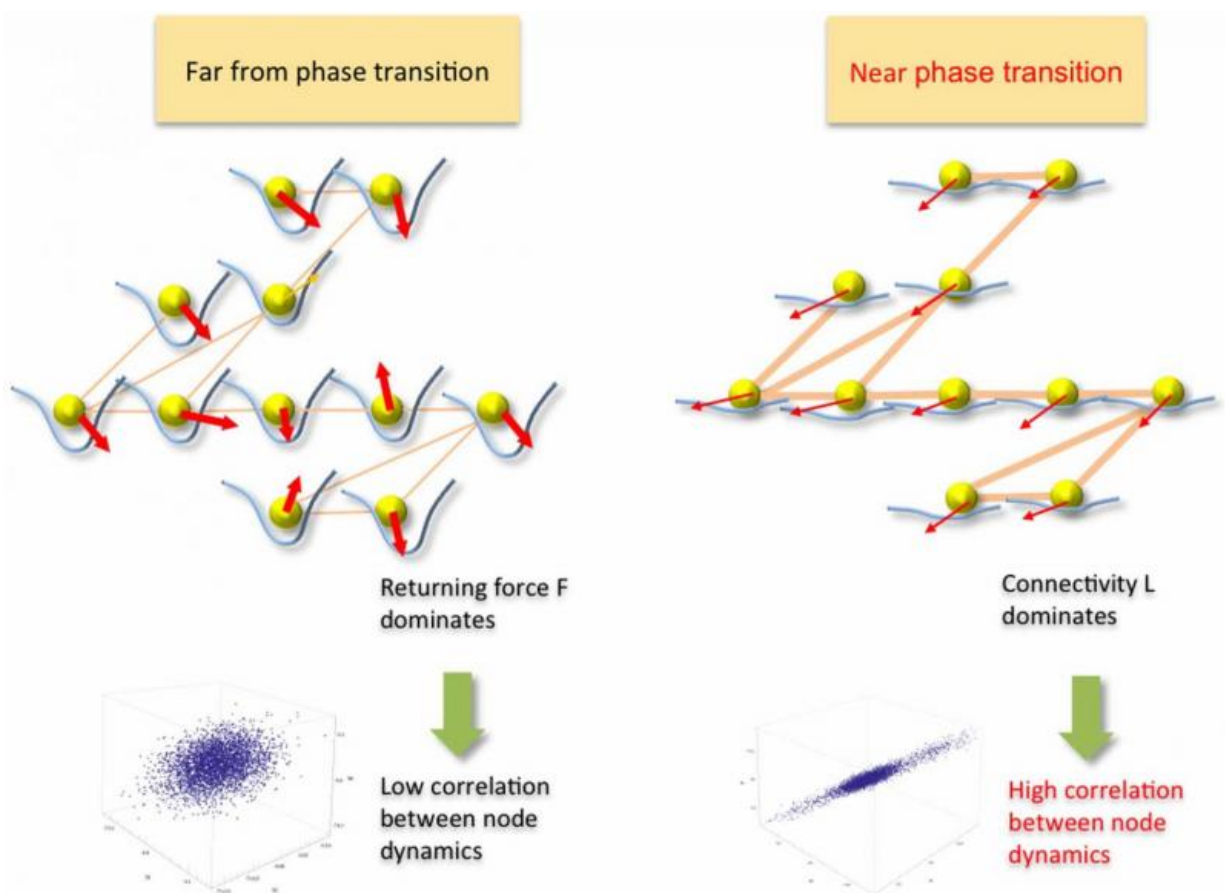 Far from phase transition
Near phase transition
Returning force F
dominates
Connectivity L
dominates
Low correlation
between node
dynamics
High correlation
between node
dynamics